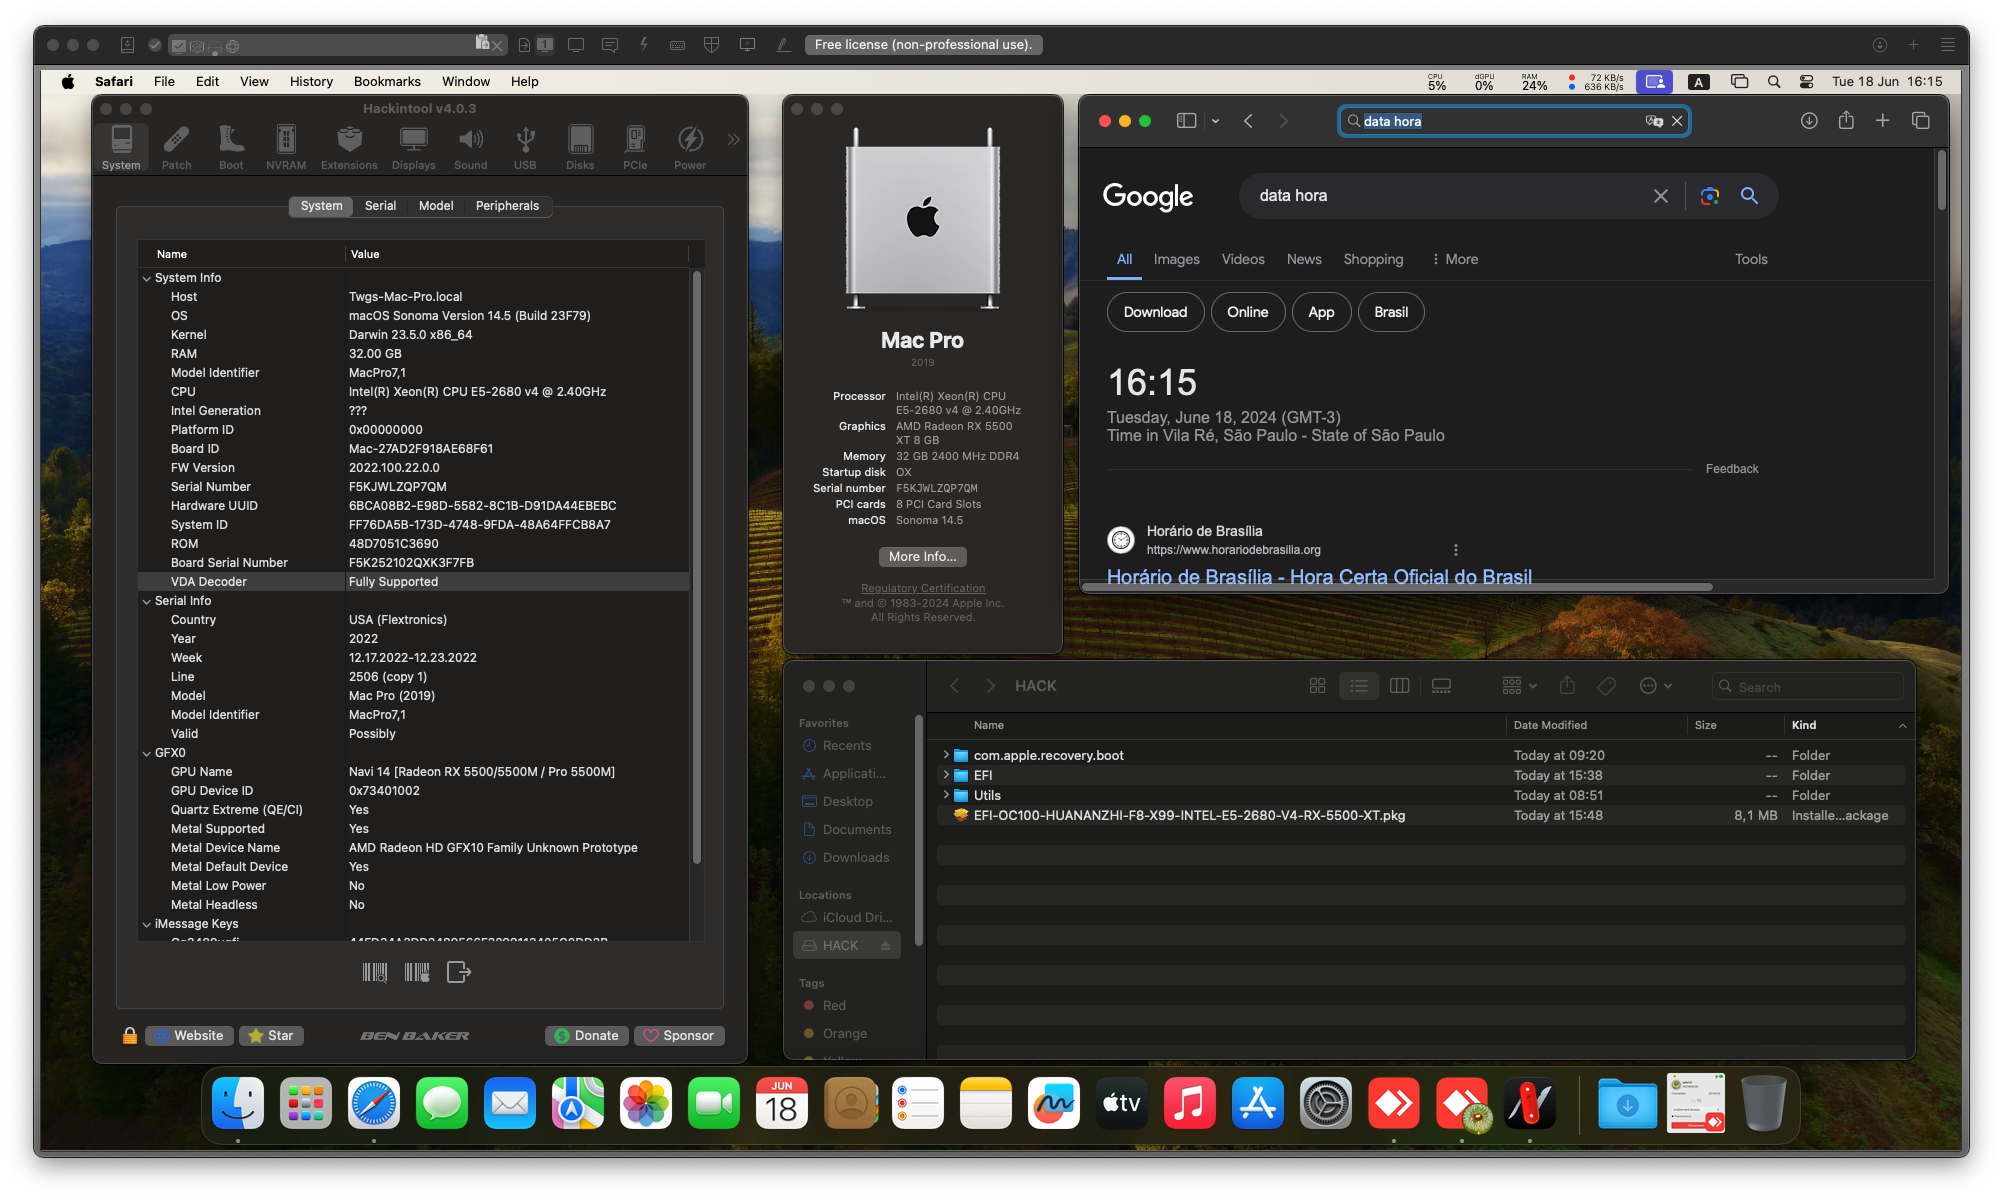 1
Free license (non-professional use).
Safari File Edit View History Bookmarks Window Help
CPU 5% dGPU 0% RAM 24% 72 KB/s 636 KB/s A Tue 18 Jun 16:15
Hackintool v4.0.3
System Patch Boot NVRAM Extensions Displays Sound USB Disks PCIe Power
System Serial Model Peripherals
Name Value
System Info
Host Twgs-Mac-Pro.local
OS macOS Sonoma Version 14.5 (Build 23F79)
Kernel Darwin 23.5.0 x86_64
RAM 32.00 GB
Model Identifier MacPro7,1
CPU Intel(R) Xeon(R) CPU E5-2680 v4 @ 2.40GHz
Intel Generation ???
Platform ID 0x00000000
Board ID Mac-27AD2F918AE68F61
FW Version 2022.100.22.0.0
Serial Number F5KJWLZQP7QM
Hardware UUID 6BCA08B2-E98D-5582-8C1B-D91DA44EBEBC
System ID FF76DA5B-173D-4748-9FDA-48A64FFCB8A7
ROM 48D7051C3690
Board Serial Number F5K252102QXK3F7FB
VDA Decoder Fully Supported
Serial Info
Country USA (Flextronics)
Year 2022
Week 12.17.2022-12.23.2022
Line 2506 (copy 1)
Model Mac Pro (2019)
Model Identifier MacPro7,1
Valid Possibly
GFX0
GPU Name Navi 14 [Radeon RX 5500/5500M / Pro 5500M]
GPU Device ID 0x73401002
Quartz Extreme (QE/CI) Yes
Metal Supported Yes
Metal Device Name AMD Radeon HD GFX10 Family Unknown Prototype
Metal Default Device Yes
Metal Low Power No
Metal Headless No
iMessage Keys
Website Star BEN BAKER Donate Sponsor
Mac Pro
2019
Processor Intel(R) Xeon(R) CPU
E5-2680 v4 @ 2.40GHz
Graphics AMD Radeon RX 5500
XT 8 GB
Memory 32 GB 2400 MHz DDR4
Startup disk OX
Serial number F5KJWLZQP7QM
PCI cards 8 PCI Card Slots
macOS Sonoma 14.5
More Info...
Regulatory Certification
™ and © 1983-2024 Apple Inc.
All Rights Reserved.
data hora
Google data hora
All Images Videos News Shopping More Tools
Download Online App Brasil
16:15
Tuesday, June 18, 2024 (GMT-3)
Time in Vila Ré, São Paulo - State of São Paulo
Feedback
Horário de Brasília
https://www.horariodebrasilia.org
Horário de Brasília - Hora Certa Oficial do Brasil
HACK Search
Favorites
Recents
Applicati...
Desktop
Documents
Downloads
Locations
iCloud Dri...
HACK
Tags
Red
Orange
Name Date Modified Size Kind
com.apple.recovery.boot Today at 09:20 -- Folder
EFI Today at 15:38 -- Folder
Utils Today at 08:51 -- Folder
EFI-OC100-HUANANZHI-F8-X99-INTEL-E5-2680-V4-RX-5500-XT.pkg Today at 15:48 8,1 MB Installe...ackage
JUN
18
tv